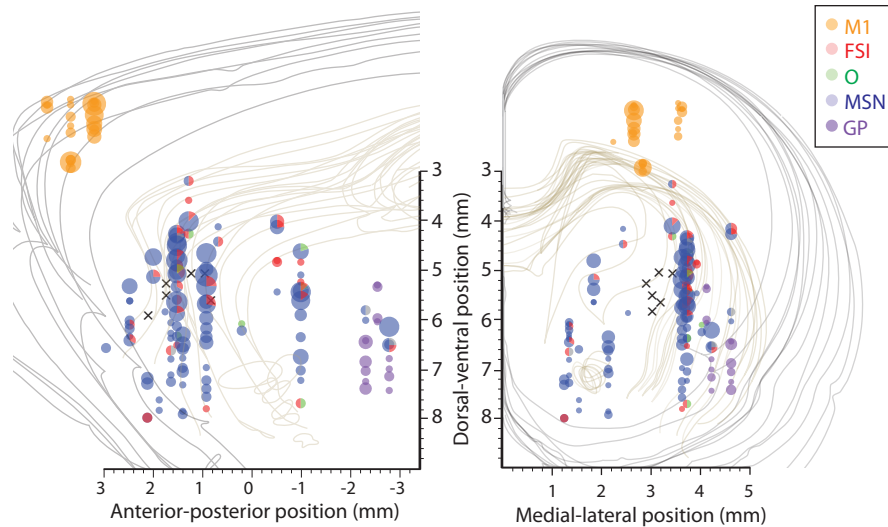 M1
FSI
O
MSN
GP
3
4
5
6
7
8
Dorsal-ventral position (mm)
3
4
5
6
7
8
3 2 1 0 -1 -2 -3
Anterior-posterior position (mm)
1 2 3 4 5
Medial-lateral position (mm)